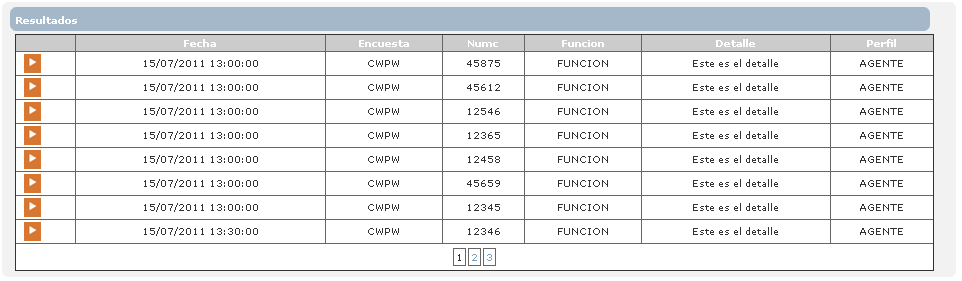 Resultados
Fecha Encuesta Numc Funcion Detalle Perfil
15/07/2011 13:00:00 CWPW 45875 FUNCION Este es el detalle AGENTE
15/07/2011 13:00:00 CWPW 45612 FUNCION Este es el detalle AGENTE
15/07/2011 13:00:00 CWPW 12546 FUNCION Este es el detalle AGENTE
15/07/2011 13:00:00 CWPW 12365 FUNCION Este es el detalle AGENTE
15/07/2011 13:00:00 CWPW 12458 FUNCION Este es el detalle AGENTE
15/07/2011 13:00:00 CWPW 45659 FUNCION Este es el detalle AGENTE
15/07/2011 13:00:00 CWPW 12345 FUNCION Este es el detalle AGENTE
15/07/2011 13:30:00 CWPW 12346 FUNCION Este es el detalle AGENTE
1 2 3